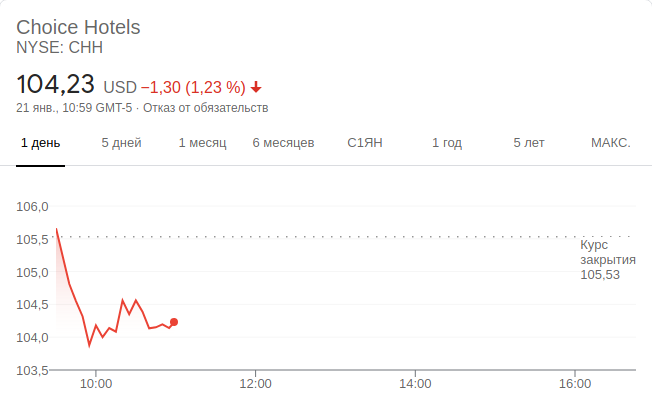 Choice Hotels
NYSE: CHH
104,23 USD −1,30 (1,23 %)
21 янв., 10:59 GMT-5 · Отказ от обязательств
1 день 5 дней 1 месяц 6 месяцев С1ЯН 1 год 5 лет МАКС.
106,0
105,5
Курс
закрытия
105,53
105,0
104,5
104,0
103,5
10:00 12:00 14:00 16:00